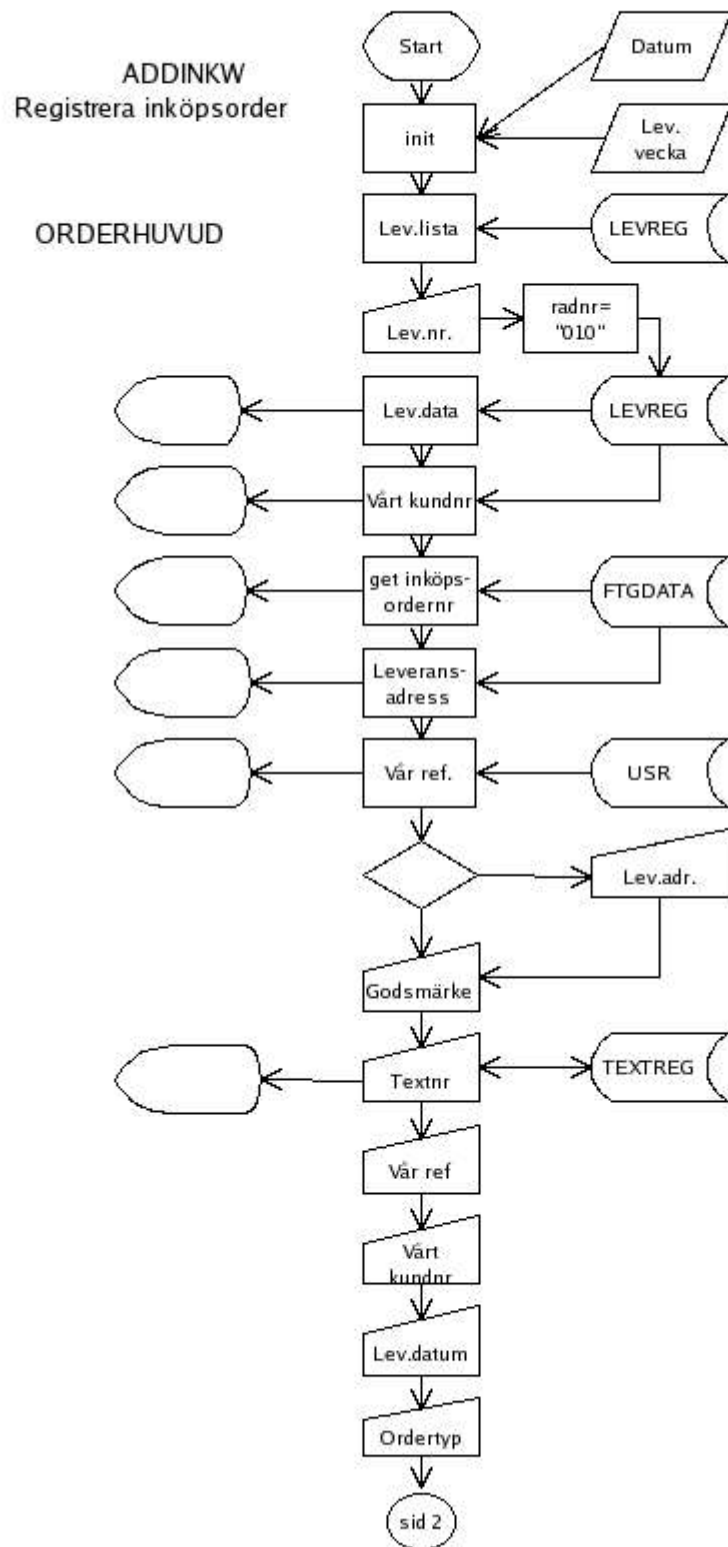 Start
Datum
ADDINKW
Registrera inköpsorder
init
Lev.
vecka
ORDERHUVUD
Lev.lista
LEVREG
Lev.nr.
radnr=
"010"
Lev.data
LEVREG
Vårt kundnr
get inköps-
ordernr
FTGDATA
Leverans-
adress
Vår ref.
USR
Lev.adr.
Godsmärke
Textnr
TEXTREG
Vår ref
Vårt
kundnr
Lev.datum
Ordertyp
sid 2